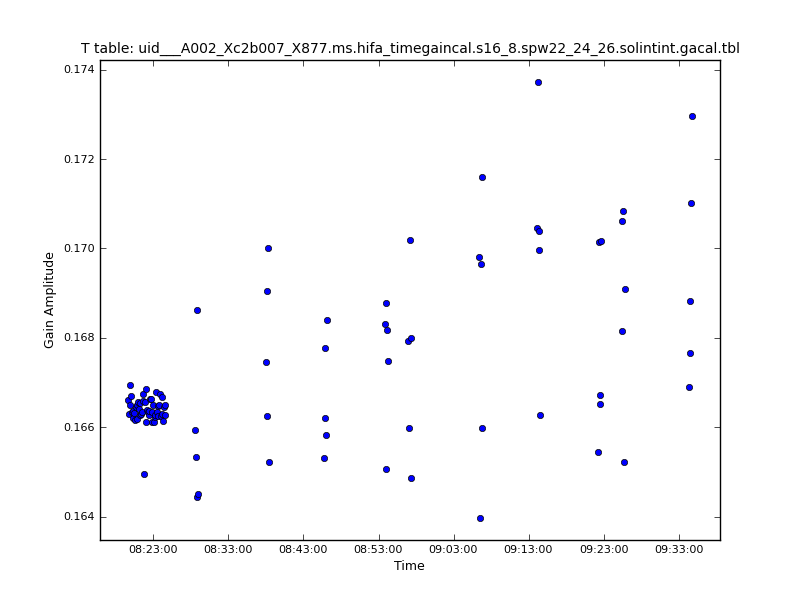 T table: uid___A002_Xc2b007_X877.ms.hifa_timegaincal.s16_8.spw22_24_26.solintint.gacal.tbl
0.174
0.172
0.170
0.168
0.166
0.164
Gain Amplitude
08:23:00 08:33:00 08:43:00 08:53:00 09:03:00 09:13:00 09:23:00 09:33:00
Time